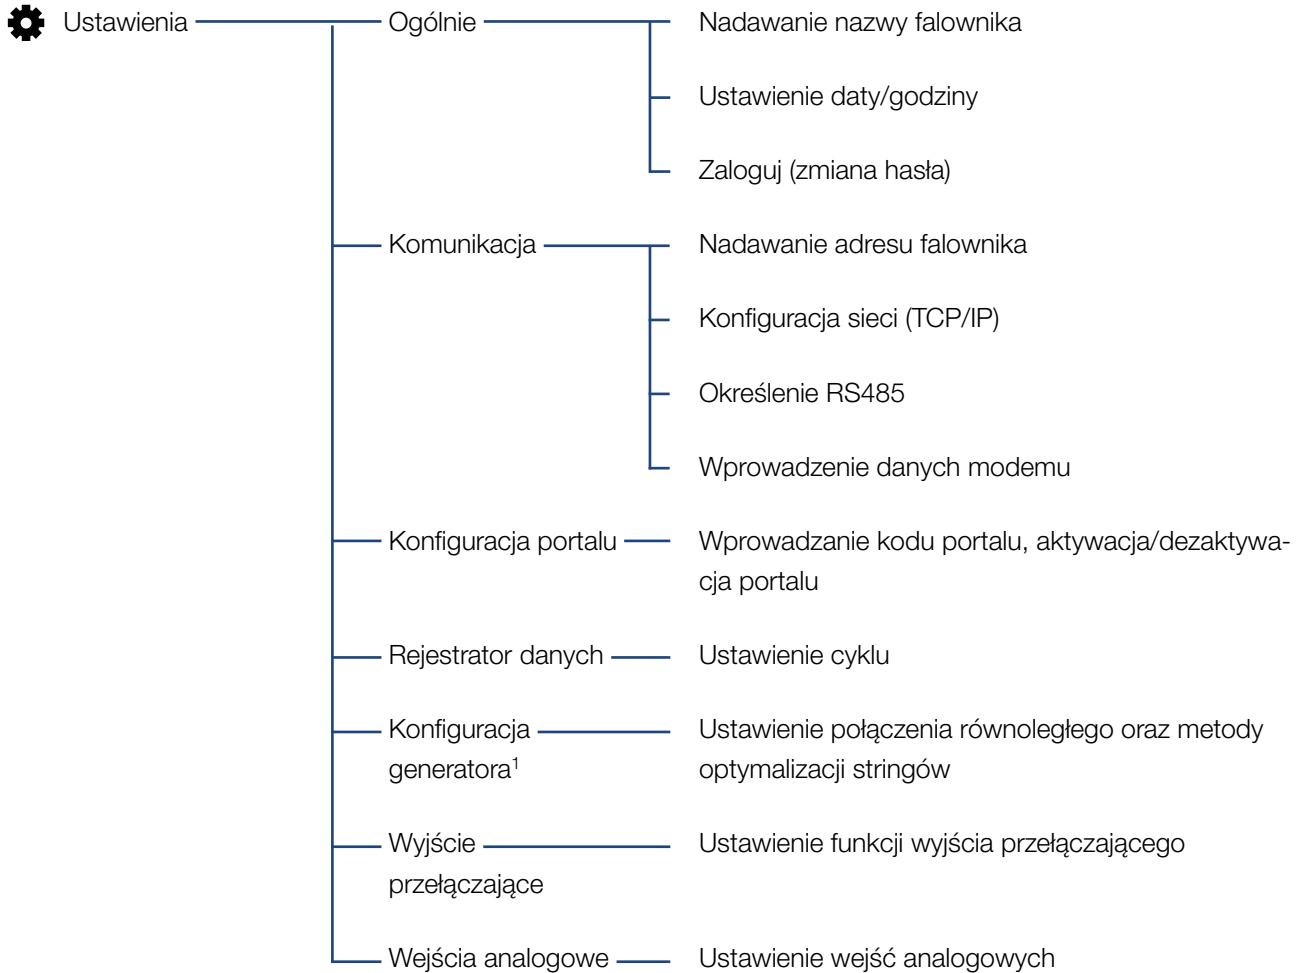 Ustawienia Ogólnie Nadawanie nazwy falownika
Ustawienie daty/godziny
Zaloguj (zmiana hasła)
Komunikacja Nadawanie adresu falownika
Konfiguracja sieci (TCP/IP)
Określenie RS485
Wprowadzenie danych modemu
Konfiguracja portalu Wprowadzanie kodu portalu, aktywacja/dezaktywa-
cja portalu
Rejestrator danych Ustawienie cyklu
Konfiguracja Ustawienie połączenia równoległego oraz metody
generatora¹ optymalizacji stringów
Wyjście Ustawienie funkcji wyjścia przełączającego
przełączające
Wejścia analogowe Ustawienie wejść analogowych